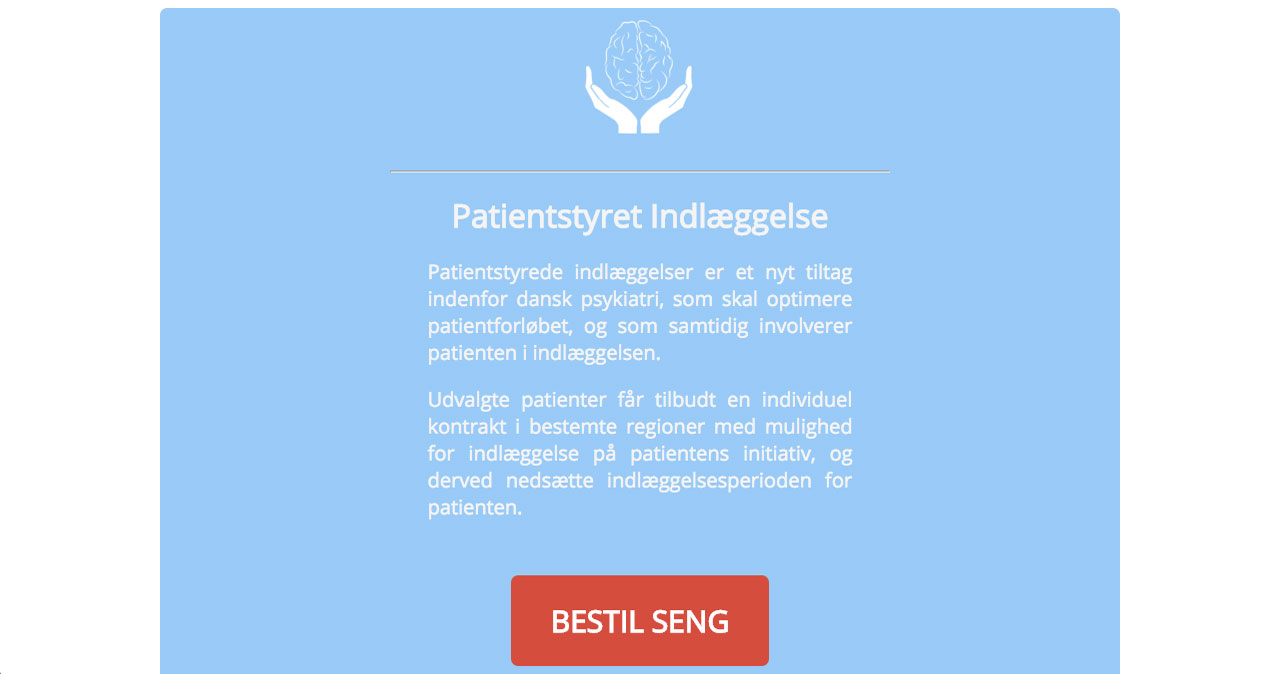 Patientstyret Indlæggelse
Patientstyrede indlæggelser er et nyt tiltag
indenfor dansk psykiatri, som skal optimere
patientforløbet, og som samtidig involverer
patienten i indlæggelsen.
Udvalgte patienter får tilbudt en individuel
kontrakt i bestemte regioner med mulighed
for indlæggelse på patientens initiativ, og
derved nedsætte indlæggelsesperioden for
patienten.
BESTIL SENG